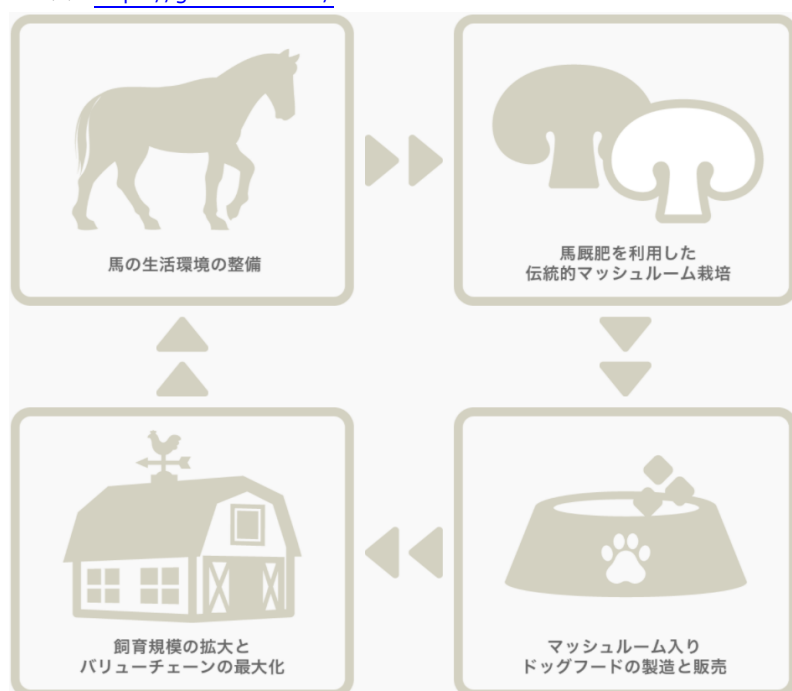 馬の生活環境の整備
馬厩肥を利用した
伝統的マッシュルーム栽培
飼育規模の拡大と
バリューチェーンの最大化
マッシュルーム入り
ドッグフードの製造と販売